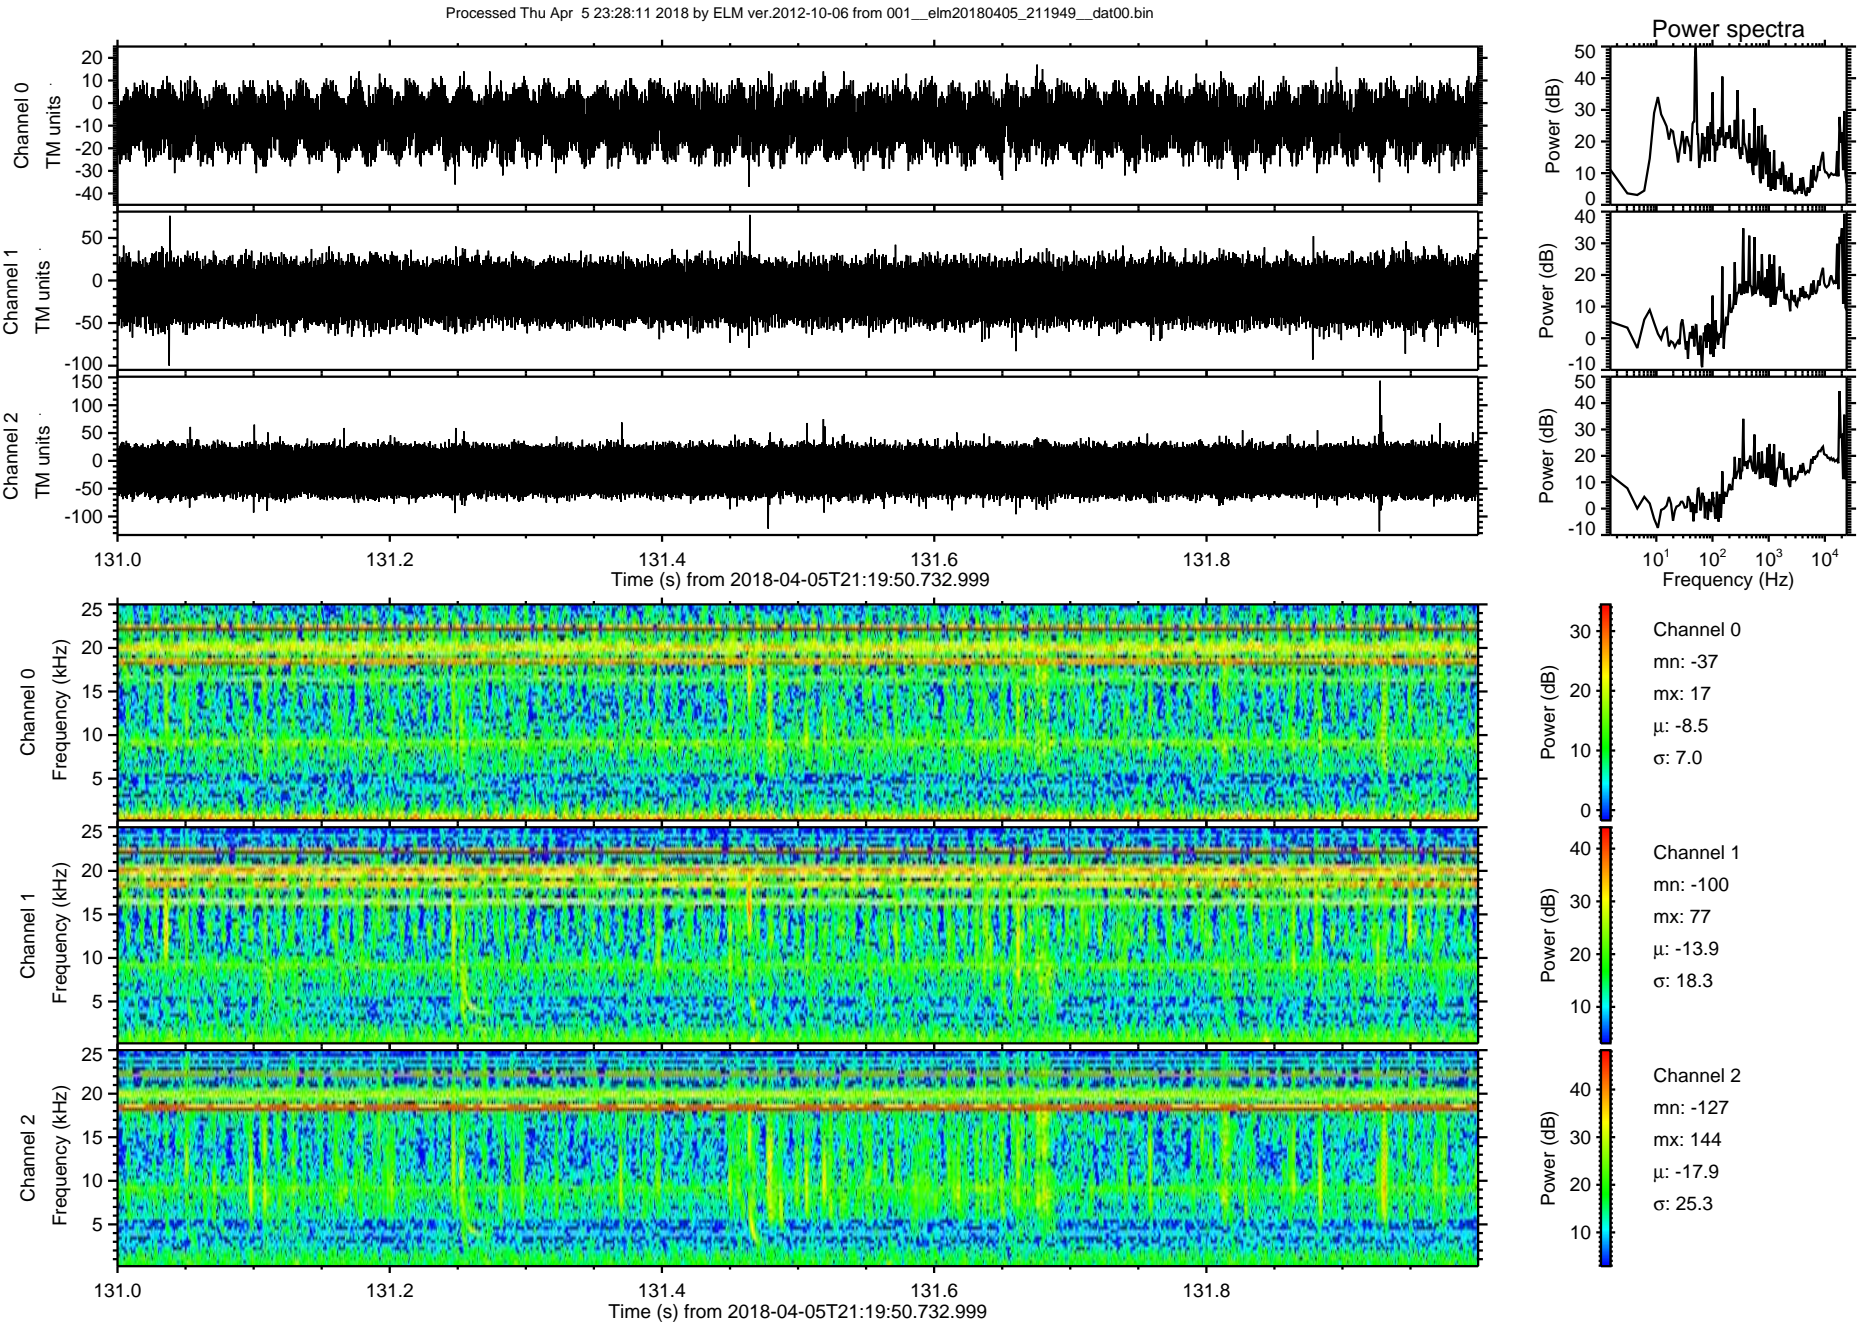 Processed Thu Apr  5 23:28:11 2018 by ELM ver.2012-10-06 from 001__elm20180405_211949__dat00.bin
Power spectra
Channel 0
TM units
20
10
0
-10
-20
-30
-40
Power (dB)
50
40
30
20
10
0
Channel 1
TM units
50
0
-50
-100
Power (dB)
40
30
20
10
0
-10
Channel 2
TM units
150
100
50
0
-50
-100
Power (dB)
50
40
30
20
10
0
-10
131.0 131.2 131.4 131.6 131.8
Time (s) from 2018-04-05T21:19:50.732.999
10^1 10^2 10^3 10^4
Frequency (Hz)
Channel 0
Frequency (kHz)
25
20
15
10
5
Power (dB)
30
20
10
0
Channel 0
mn: -37
mx: 17
μ: -8.5
σ: 7.0
Channel 1
Frequency (kHz)
25
20
15
10
5
Power (dB)
40
30
20
10
Channel 1
mn: -100
mx: 77
μ: -13.9
σ: 18.3
Channel 2
Frequency (kHz)
25
20
15
10
5
Power (dB)
40
30
20
10
Channel 2
mn: -127
mx: 144
μ: -17.9
σ: 25.3
131.0 131.2 131.4 131.6 131.8
Time (s) from 2018-04-05T21:19:50.732.999